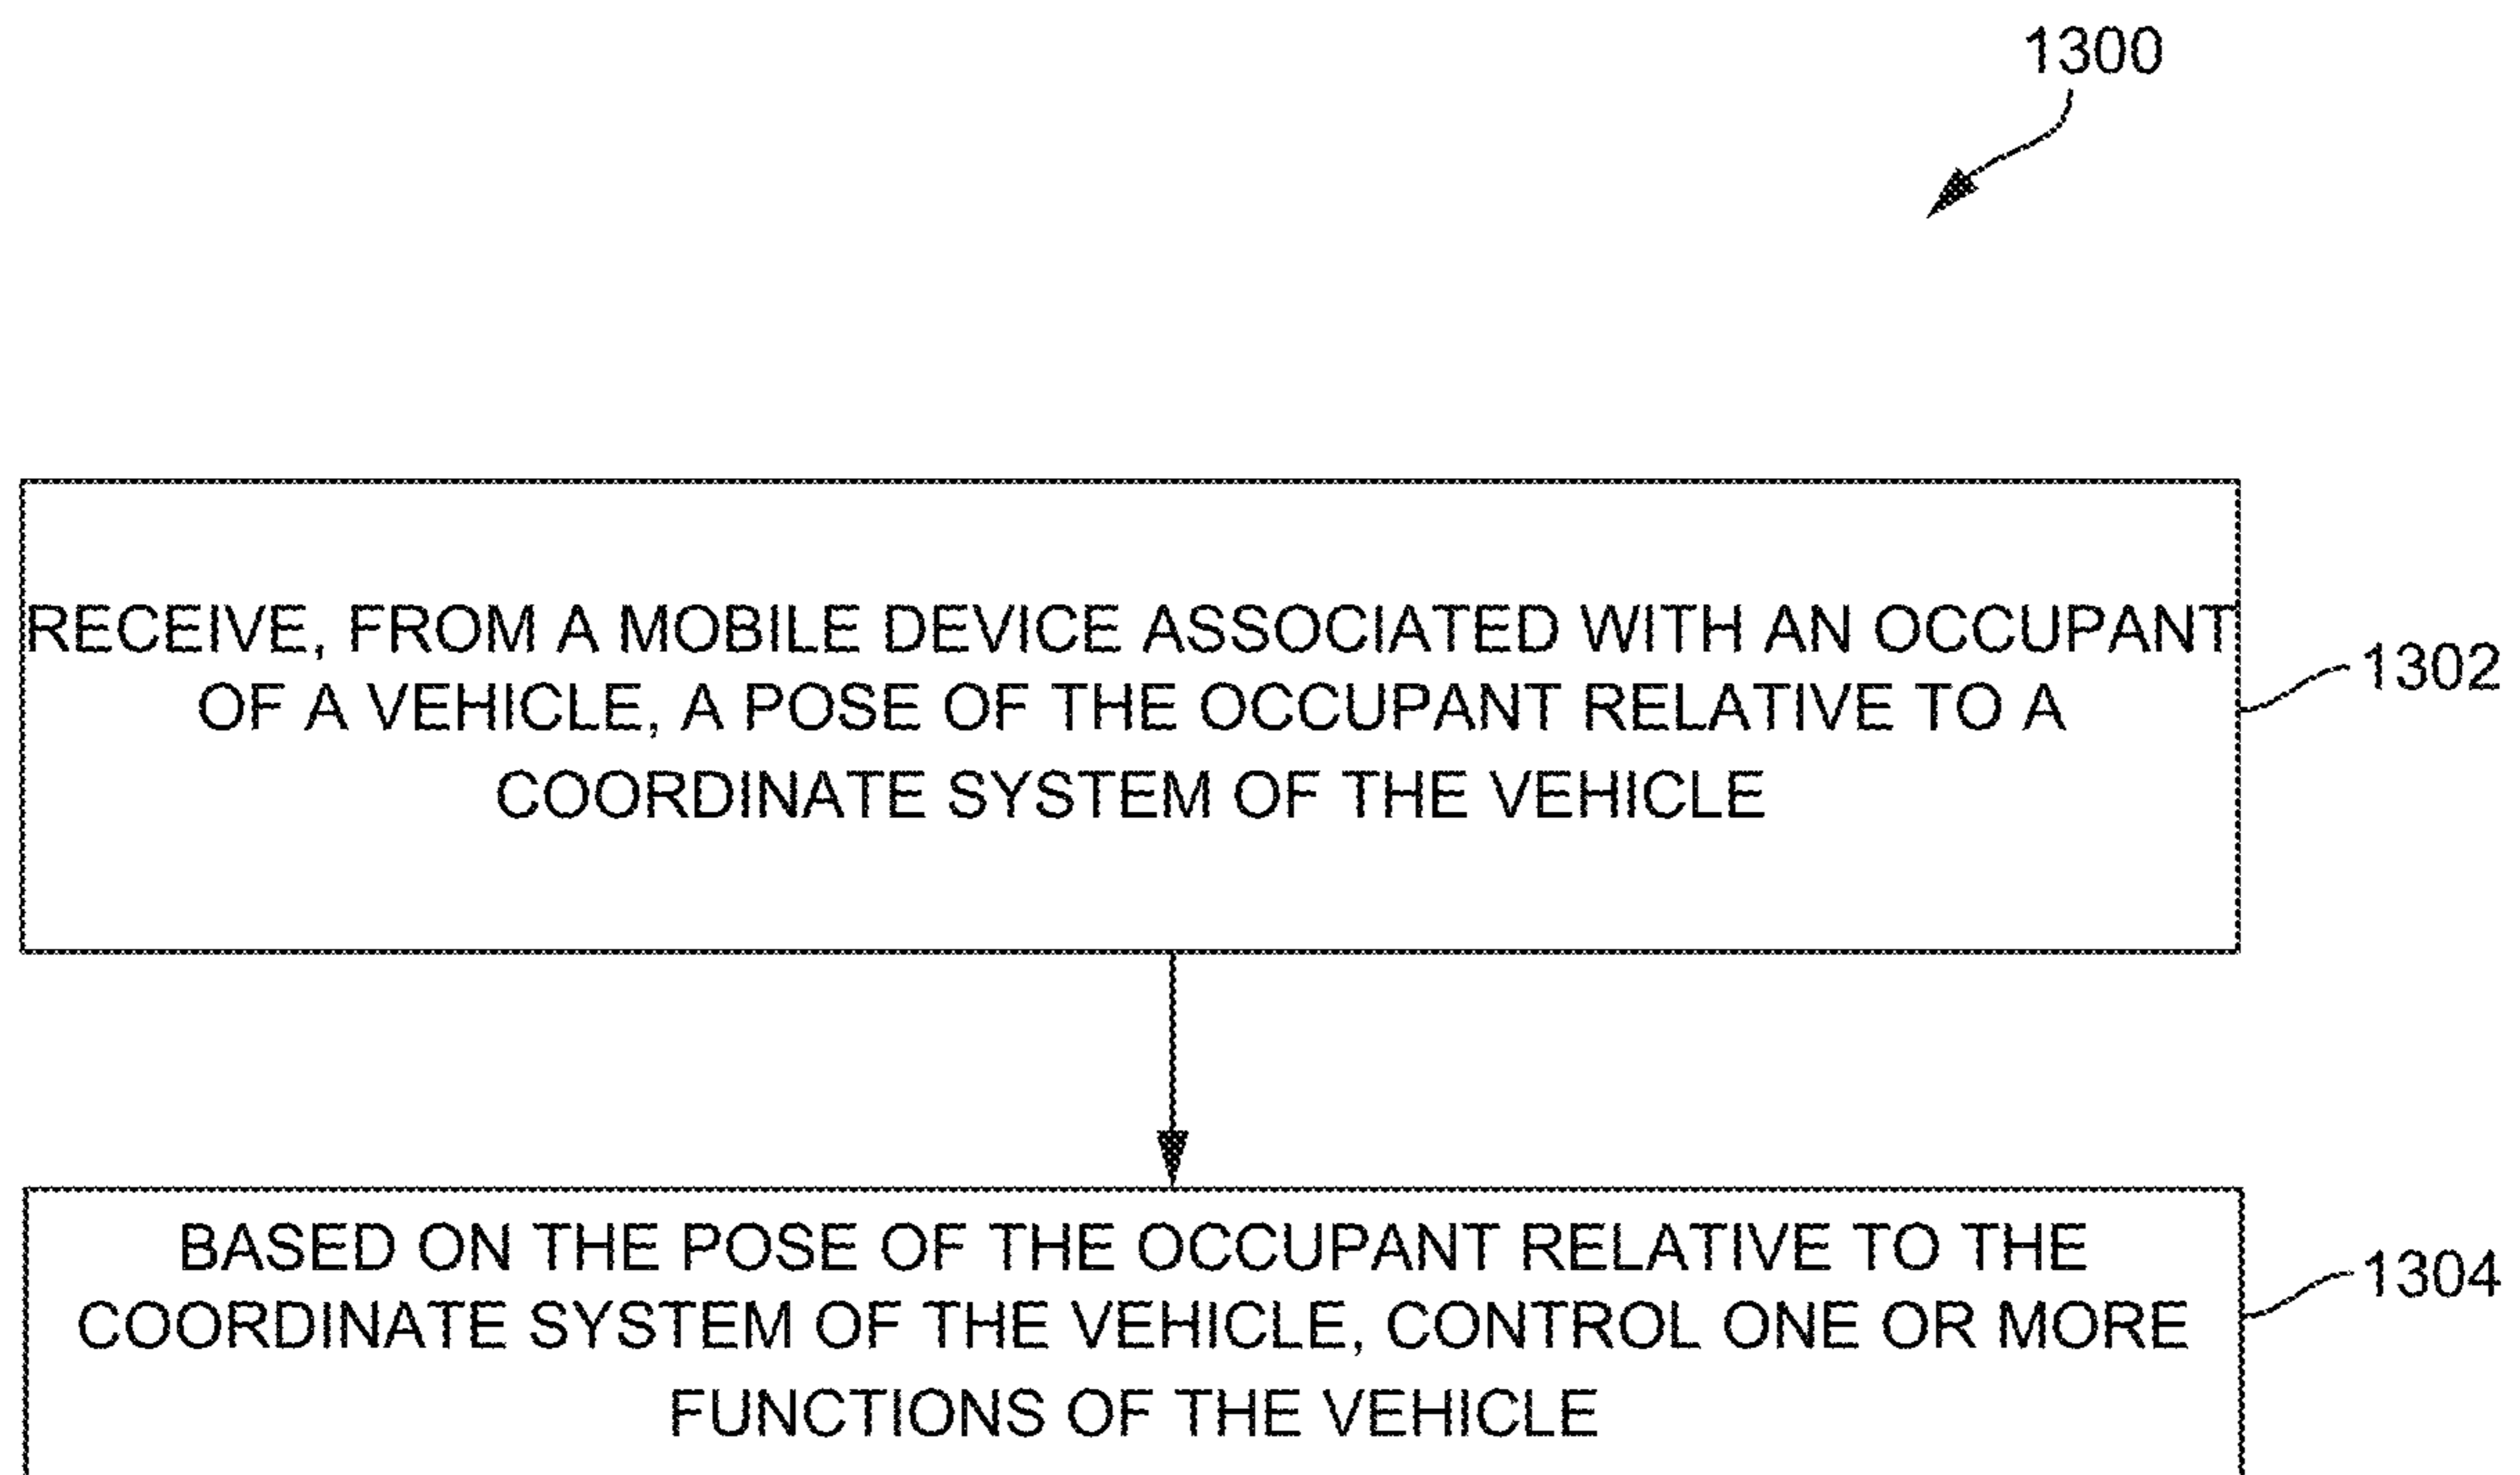 1300
RECEIVE, FROM A MOBILE DEVICE ASSOCIATED WITH AN OCCUPANT
OF A VEHICLE, A POSE OF THE OCCUPANT RELATIVE TO A
COORDINATE SYSTEM OF THE VEHICLE
1302
BASED ON THE POSE OF THE OCCUPANT RELATIVE TO THE
COORDINATE SYSTEM OF THE VEHICLE, CONTROL ONE OR MORE
FUNCTIONS OF THE VEHICLE
1304